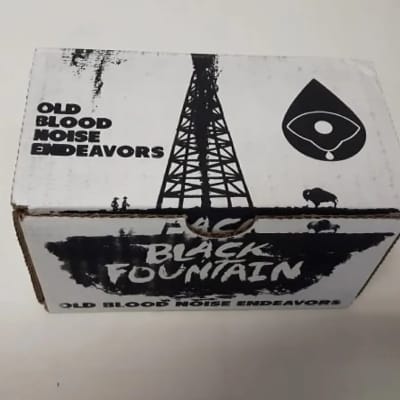 OLD
BLOOD
NOISE
ENDEAVORS
BLACK
FOUNTAIN
OLD BLOOD NOISE ENDEAVORS